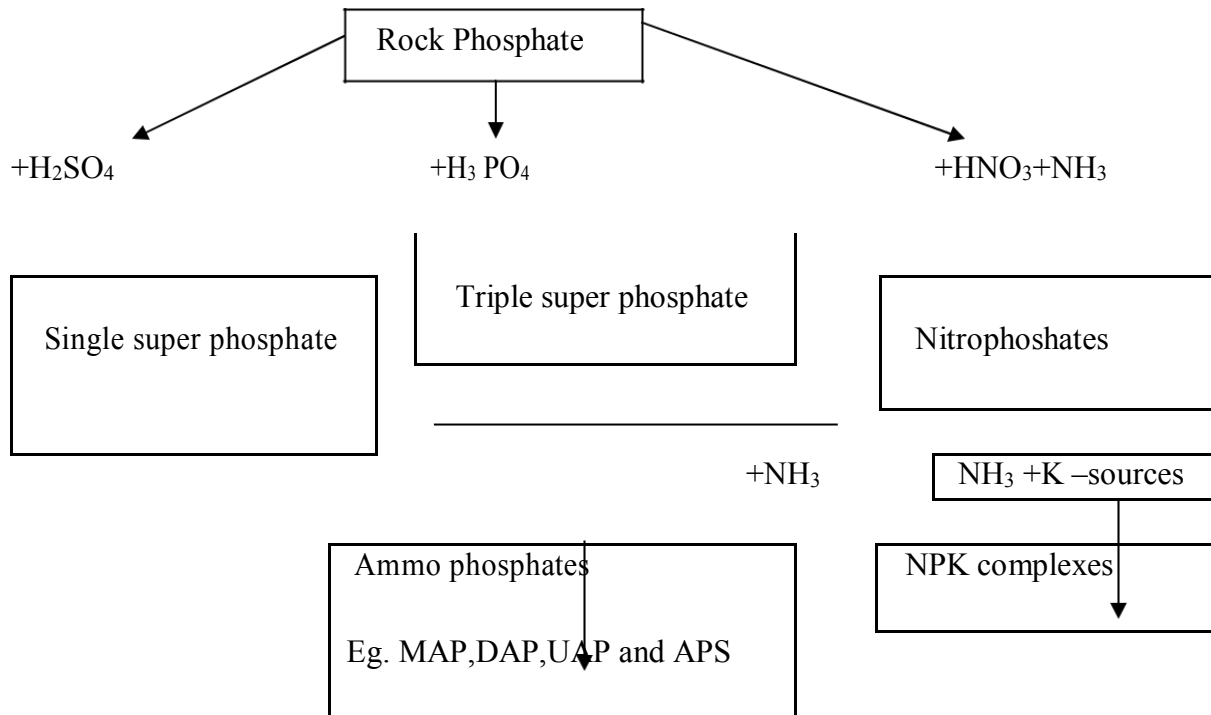 Rock Phosphate
+H₂SO₄
+H₃ PO₄
+HNO₃+NH₃
Triple super phosphate
Single super phosphate
Nitrophoshates
+NH₃
NH₃ +K –sources
Ammo phosphates
NPK complexes
Eg. MAP,DAP,UAP and APS